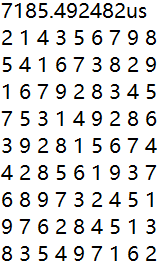 7185.492482us
2 1 4 3 5 6 7 9 8
5 4 1 6 7 3 8 2 9
1 6 7 9 2 8 3 4 5
7 5 3 1 4 9 2 8 6
3 9 2 8 1 5 6 7 4
4 2 8 5 6 1 9 3 7
6 8 9 7 3 2 4 5 1
9 7 6 2 8 4 5 1 3
8 3 5 4 9 7 1 6 2